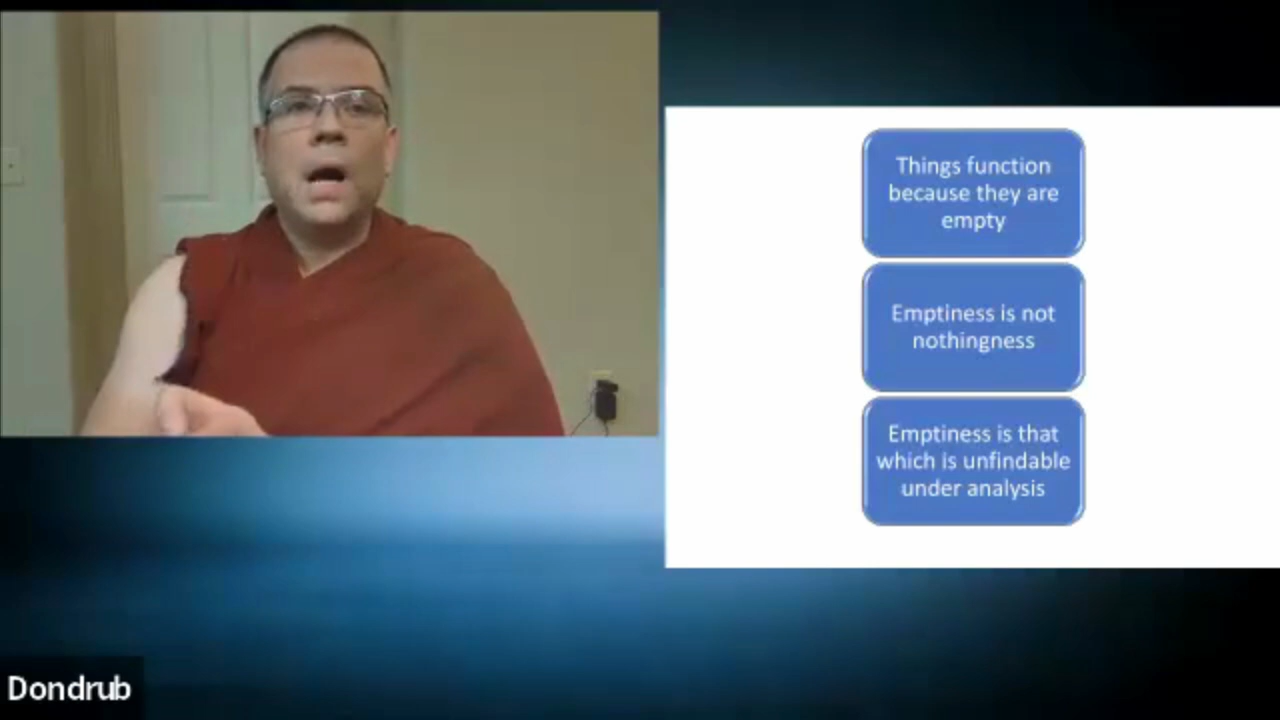 Things function
because they are
empty
Emptiness is not
nothingness
Emptiness is that
which is unfindable
under analysis
Dondrub